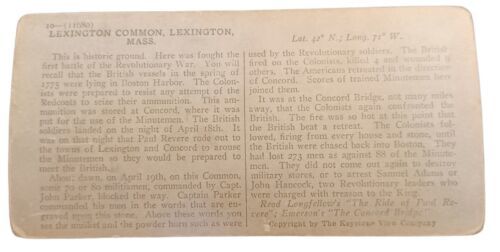 10—(11080)
LEXINGTON COMMON, LEXINGTON,
MASS.
This is historic ground. Here was fought the
first battle of the Revolutionary War. You will
recall that the British vessels in the spring of
1775 were lying in Boston Harbor. The Colon-
ists were prepared to resist any attempt of the
Redcoats to seize their ammunition. This am-
munition was stored at Concord, where it was
put for the use of the Minutemen. The British
soldiers landed on the night of April 18th. It was
on that night that Paul Revere rode out to
the towns of Lexington and Concord to arouse
the Minutemen so they would be prepared to
meet the British.
About dawn, on April 19th, on this Common,
some 70 or 80 militiamen, commanded by Capt.
John Parker, blocked the way. Captain Parker
commanded his men in the words that are en-
graved upon this stone. Above these words you
see the musket and the powder horn such as were
Lat. 42° N.; Long. 71° W.
used by the Revolutionary soldiers. The British
fired on the Colonists, killed 4 and wounded 9
others. The Americans retreated in the direction
of Concord. Scores of trained Minutemen here
joined them.
It was at the Concord Bridge, not many miles
away, that the Colonists again confronted the
British. The fire was so hot at this point that
the British beat a retreat. The Colonists fol-
lowed, firing from every house and stone, until
the British were chased back into Boston. They
had lost 273 men as against 88 of the Minute-
men. They did not come out again to destroy
military stores, or to arrest Samuel Adams or
John Hancock, two Revolutionary leaders who
were charged with treason to the King.
Read Longfellow's "The Ride of Paul Re-
vere"; Emerson's "The Concord Bridge"
Copyright by The Keystone View Company